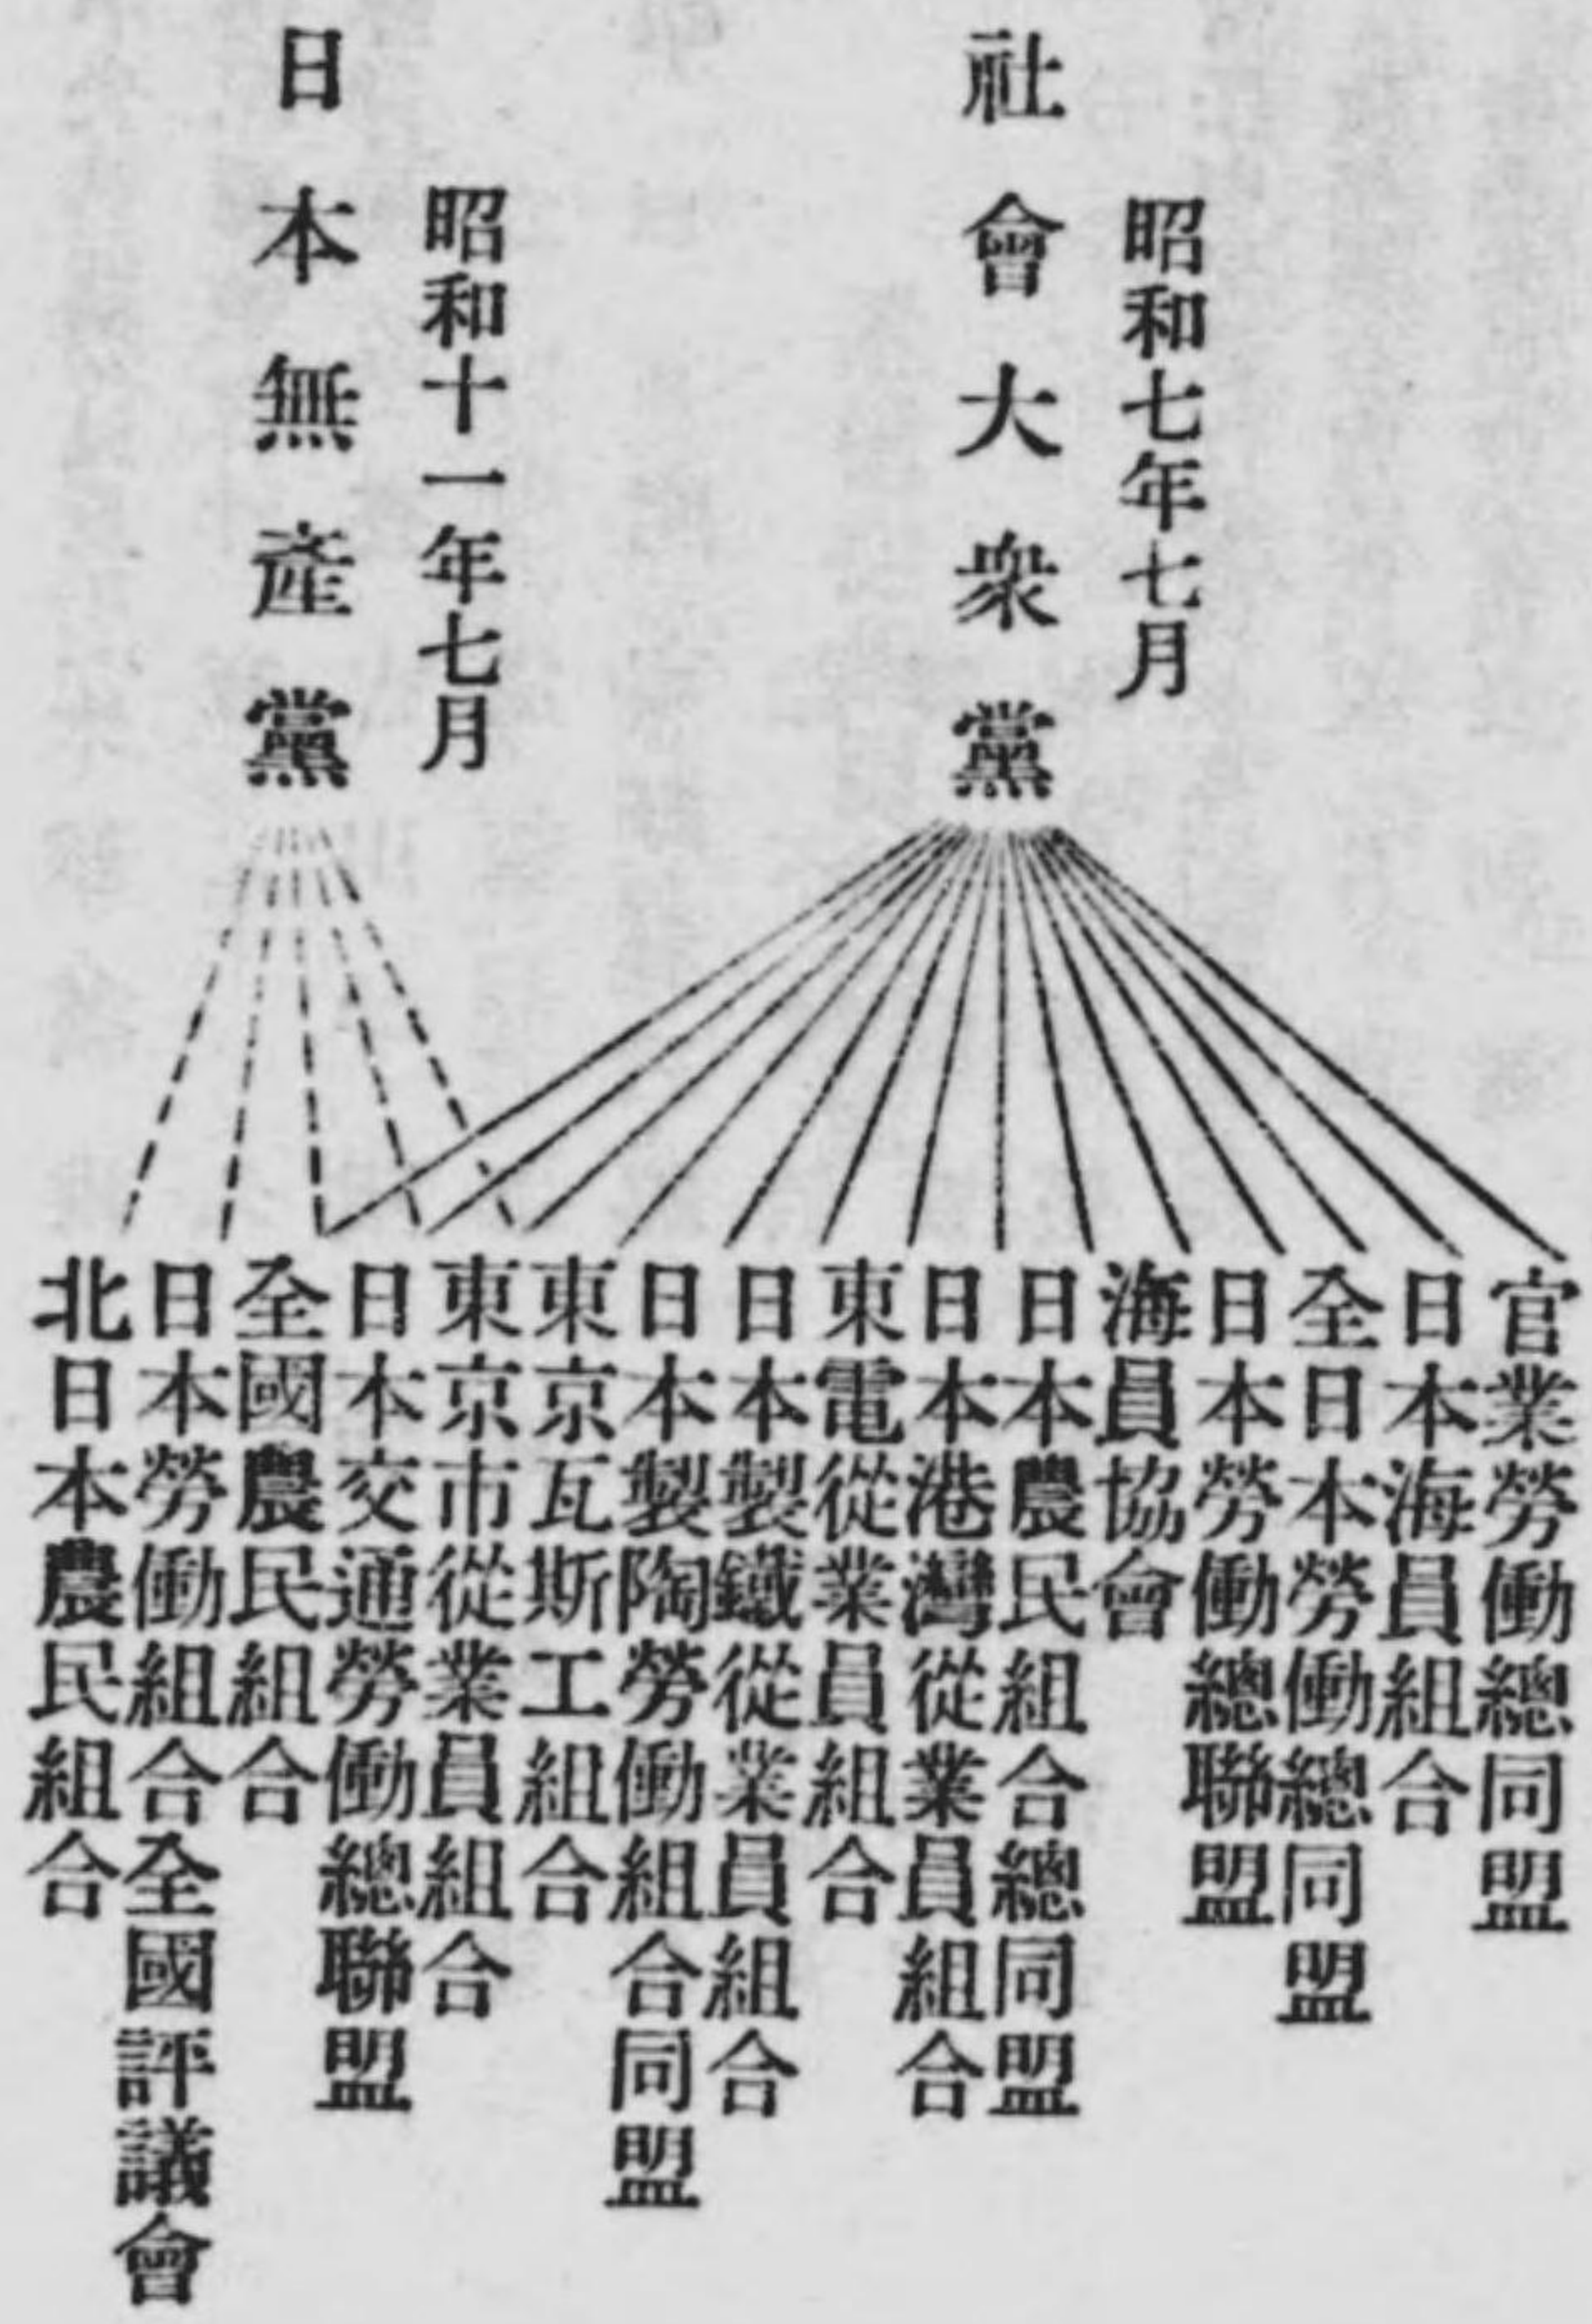 昭和七年七月
社會大衆黨
昭和十一年七月
日本無產黨
官業勞働總同盟
日本海員組合
全日本勞働總同盟
日本勞働總聯盟
海員協會
日本農民組合總同盟
日本港灣從業員組合
東電從業員組合
日本製鐵從業員組合
日本製陶勞働組合同盟
東京瓦斯工組合
東京市從業員組合
日本交通勞働總聯盟
全國農民組合
日本勞働組合全國評議會
北日本農民組合